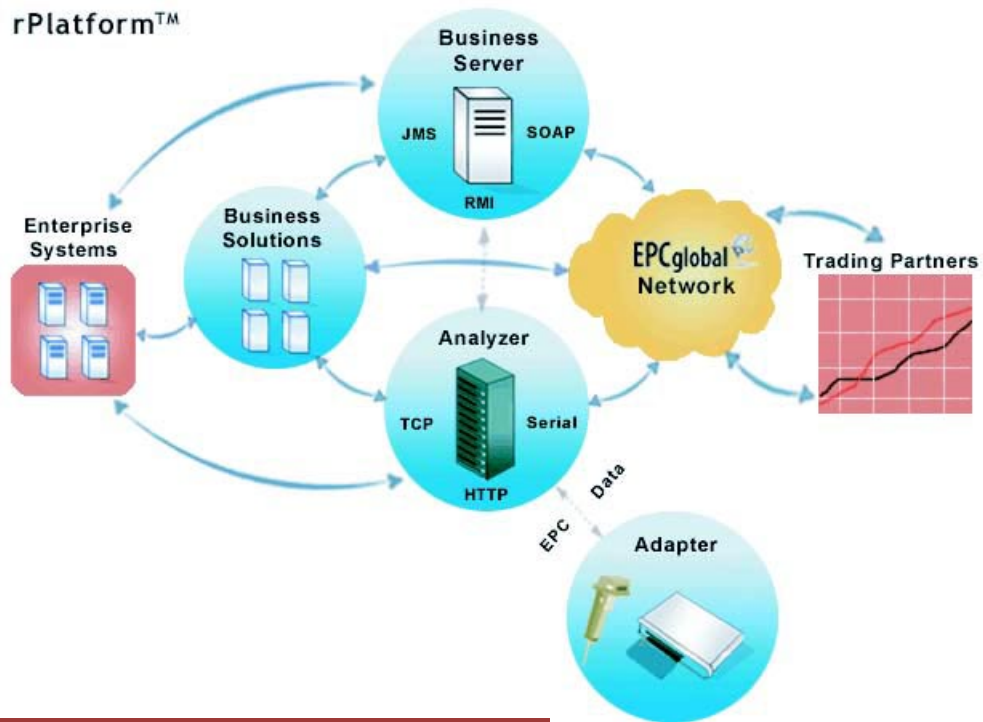 rPlatform™
Business
Server
JMS
SOAP
RMI
Enterprise
Systems
Business
Solutions
EPCglobal
Network
Trading Partners
Analyzer
TCP
Serial
HTTP
EPC
Data
Adapter